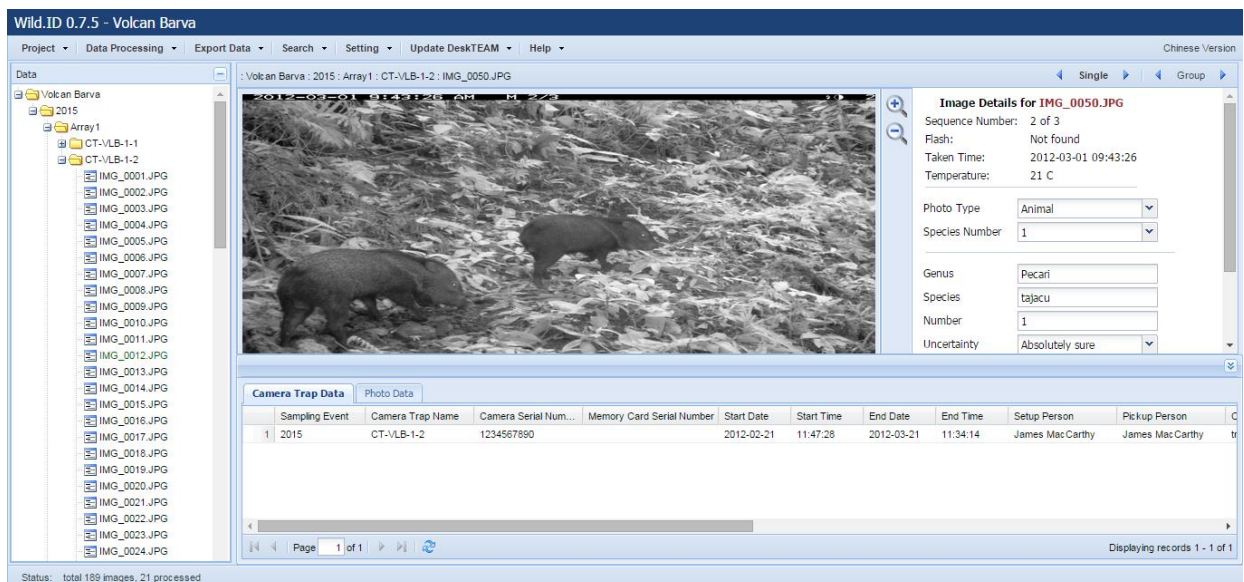 Wild.ID 0.7.5 - Volcan Barva
Project Data Processing Export Data Search Setting Update DeskTEAM Help Chinese Version
Data
: Volcan Barva : 2015 : Array1 : CT-VLB-1-2 : IMG_0050.JPG
Single Group
Volcan Barva
2015
Array1
CT-VLB-1-1
CT-VLB-1-2
IMG_0001.JPG
IMG_0002.JPG
IMG_0003.JPG
IMG_0004.JPG
IMG_0005.JPG
IMG_0006.JPG
IMG_0007.JPG
IMG_0008.JPG
IMG_0009.JPG
IMG_0010.JPG
IMG_0011.JPG
IMG_0012.JPG
IMG_0013.JPG
IMG_0014.JPG
IMG_0015.JPG
IMG_0016.JPG
IMG_0017.JPG
IMG_0018.JPG
IMG_0019.JPG
IMG_0020.JPG
IMG_0021.JPG
IMG_0022.JPG
IMG_0023.JPG
IMG_0024.JPG
2012-03-01 9:43:26 AM M 2/3
Image Details for IMG_0050.JPG
Sequence Number: 2 of 3
Flash: Not found
Taken Time: 2012-03-01 09:43:26
Temperature: 21 C
Photo Type Animal
Species Number 1
Genus Pecari
Species tajacu
Number 1
Uncertainty Absolutely sure
Camera Trap Data Photo Data
Sampling Event Camera Trap Name Camera Serial Num... Memory Card Serial Number Start Date Start Time End Date End Time Setup Person Pickup Person
1 2015 CT-VLB-1-2 1234567890 2012-02-21 11:47:28 2012-03-21 11:34:14 James MacCarthy James MacCarthy
Page 1 of 1 Displaying records 1 - 1 of 1
Status: total 189 images, 21 processed